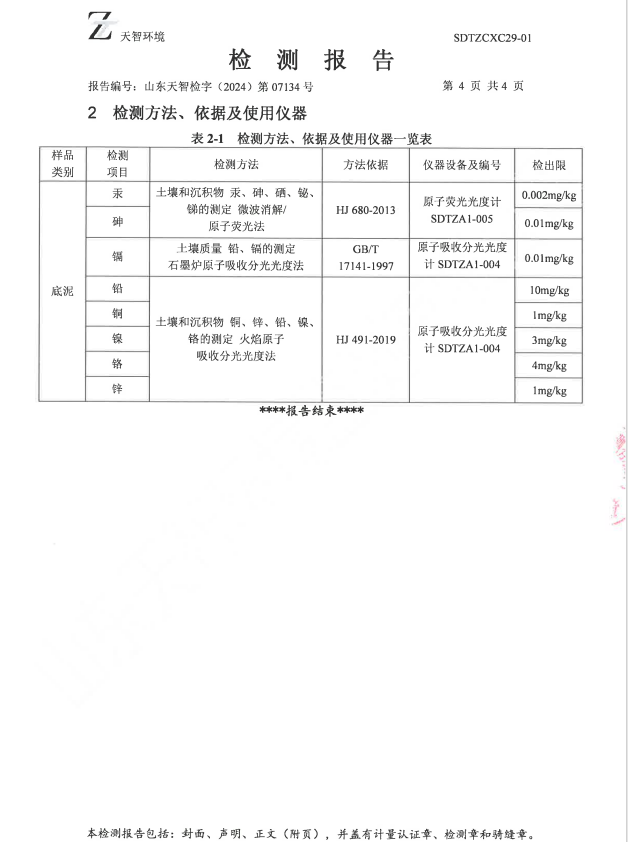 天智环境
SDTZCXC29-01
检 测 报 告
报告编号：山东天智检字（2024）第 07134 号
第 4 页 共 4 页
2 检测方法、依据及使用仪器
表 2-1 检测方法、依据及使用仪器一览表
样品类别 检测项目 检测方法 方法依据 仪器设备及编号 检出限
底泥
汞
砷
土壤和沉积物 汞、砷、硒、铋、
锑的测定 微波消解/
原子荧光法
HJ 680-2013
原子荧光光度计
SDTZA1-005
0.002mg/kg
0.01mg/kg
镉
土壤质量 铅、镉的测定
石墨炉原子吸收分光光度法
GB/T
17141-1997
原子吸收分光光度
计 SDTZA1-004
0.01mg/kg
铅
铜
镍
铬
锌
土壤和沉积物 铜、锌、铅、镍、
铬的测定 火焰原子
吸收分光光度法
HJ 491-2019
原子吸收分光光度
计 SDTZA1-004
10mg/kg
1mg/kg
3mg/kg
4mg/kg
1mg/kg
****报告结束****
本检测报告包括：封面、声明、正文（附页），并盖有计量认证章、检测章和骑缝章。